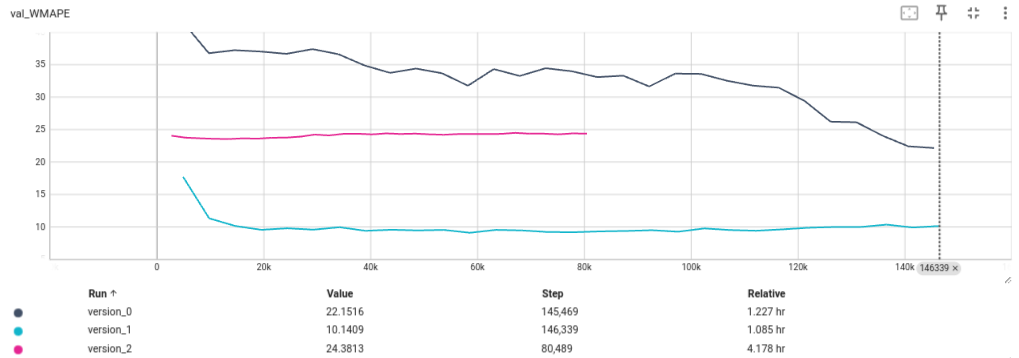 val_WMAPE
35
30
25
20
15
10
0 20k 40k 60k 80k 100k 120k 140k 146339 ×
Run ↑ Value Step Relative
version_0 22.1516 145,469 1.227 hr
version_1 10.1409 146,339 1.085 hr
version_2 24.3813 80,489 4.178 hr